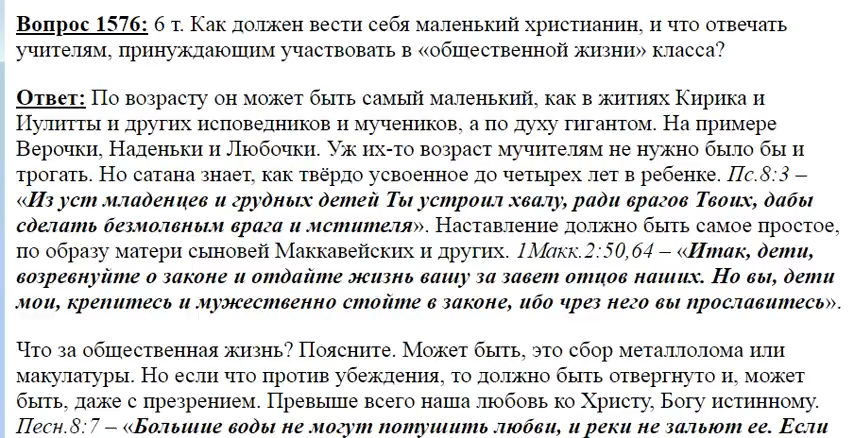 Вопрос 1576: 6 т. Как должен вести себя маленький христианин, и что отвечать
учителям, принуждающим участвовать в «общественной жизни» класса?
Ответ: По возрасту он может быть самый маленький, как в житиях Кирика и
Иулитты и других исповедников и мучеников, а по духу гигантом. На примере
Верочки, Наденьки и Любочки. Уж их-то возраст мучителям не нужно было бы и
трогать. Но сатана знает, как твёрдо усвоенное до четырех лет в ребенке. Пс.8:3 –
«Из уст младенцев и грудных детей Ты устроил хвалу, ради врагов Твоих, дабы
сделать безмолвным врага и мстителя». Наставление должно быть самое простое,
по образу матери сыновей Маккавейских и других. 1Макк.2:50,64 – «Итак, дети,
возревнуйте о законе и отдайте жизнь вашу за завет отцов наших. Но вы, дети
мои, крепитесь и мужественно стойте в законе, ибо чрез него вы прославитесь».
Что за общественная жизнь? Поясните. Может быть, это сбор металлолома или
макулатуры. Но если что против убеждения, то должно быть отвергнуто и, может
быть, даже с презрением. Превыше всего наша любовь ко Христу, Богу истинному.
Песн.8:7 – «Большие воды не могут потушить любви, и реки не зальют ее. Если